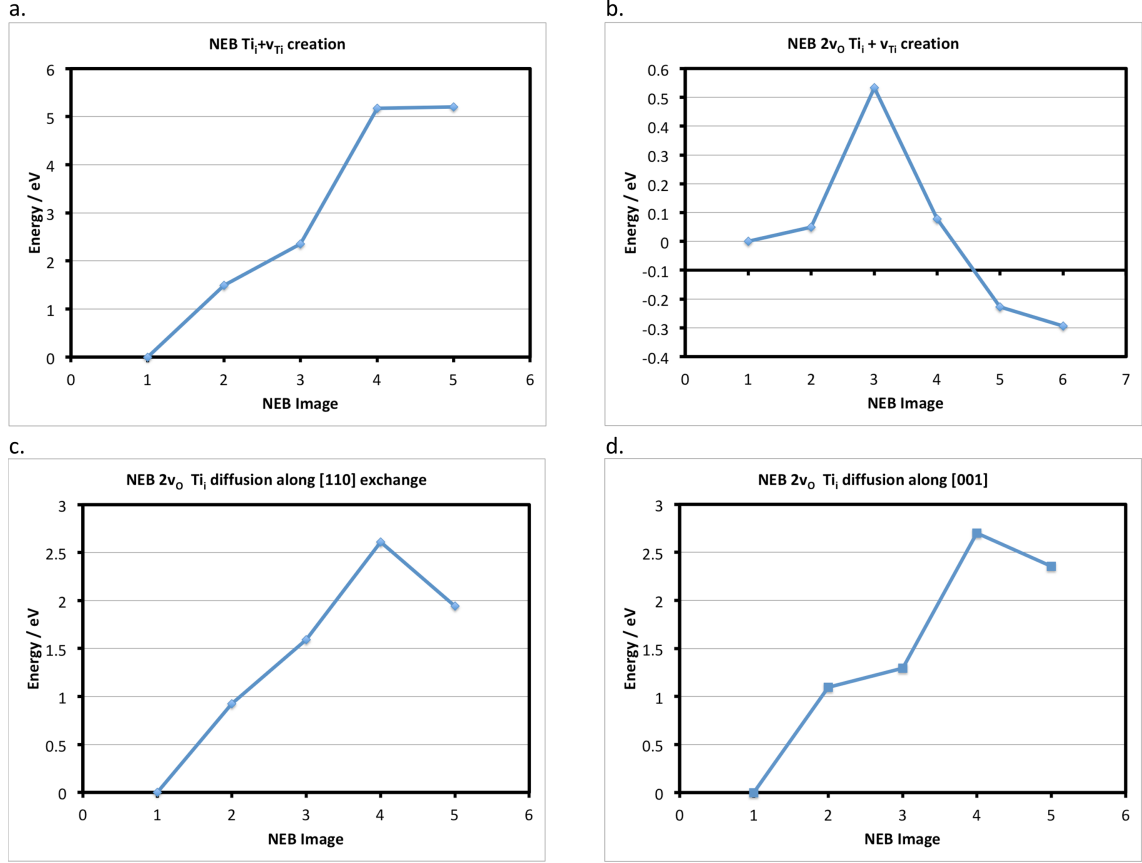 a.
NEB Tiᵢ+v_Ti creation
6
5
4
3
2
1
0
Energy / eV
0 1 2 3 4 5 6
NEB Image
b.
NEB 2v_O Tiᵢ + v_Ti creation
0.6
0.5
0.4
0.3
0.2
0.1
0
-0.1
-0.2
-0.3
-0.4
Energy / eV
0 1 2 3 4 5 6 7
NEB Image
c.
NEB 2v_O Tiᵢ diffusion along [110] exchange
3
2.5
2
1.5
1
0.5
0
Energy / eV
0 1 2 3 4 5 6
NEB Image
d.
NEB 2v_O Tiᵢ diffusion along [001]
3
2.5
2
1.5
1
0.5
0
Energy / eV
0 1 2 3 4 5 6
NEB Image